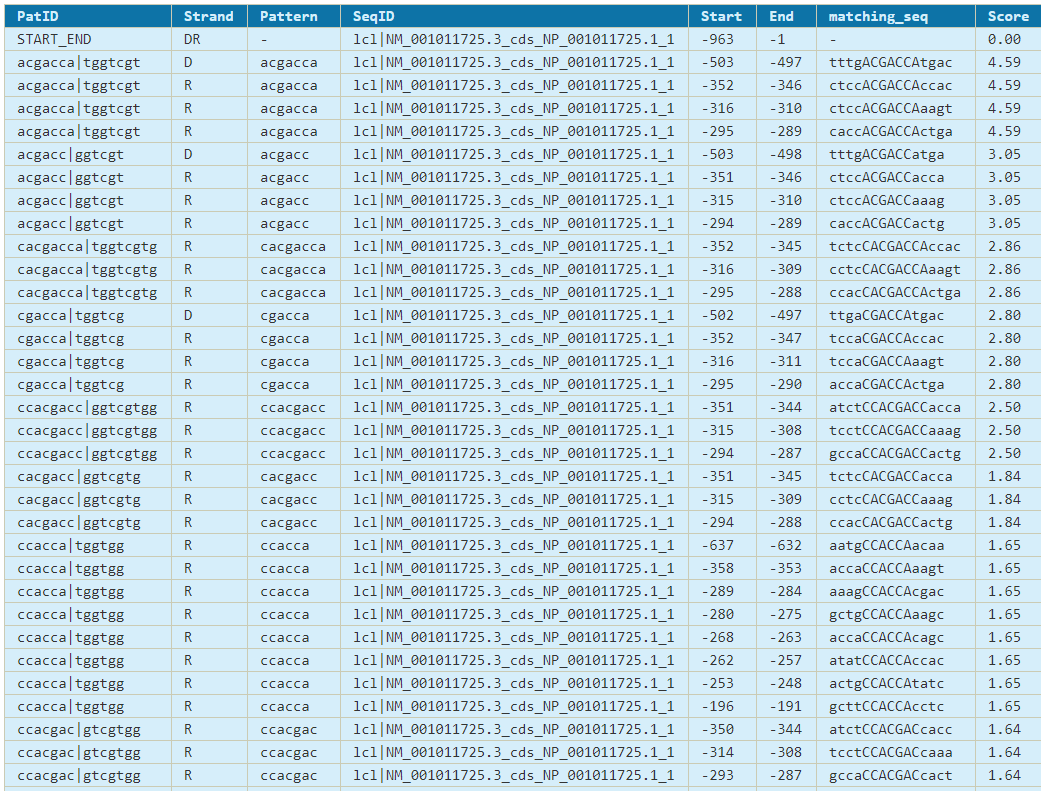 PatID Strand Pattern SeqID Start End matching_seq Score
START_END DR - lcl|NM_001011725.3_cds_NP_001011725.1_1 -963 -1 - 0.00
acgacca|tggtcgt D acgacca lcl|NM_001011725.3_cds_NP_001011725.1_1 -503 -497 tttgACGACCAtgac 4.59
acgacca|tggtcgt R acgacca lcl|NM_001011725.3_cds_NP_001011725.1_1 -352 -346 ctccACGACCAccac 4.59
acgacca|tggtcgt R acgacca lcl|NM_001011725.3_cds_NP_001011725.1_1 -316 -310 ctccACGACCAaagt 4.59
acgacca|tggtcgt R acgacca lcl|NM_001011725.3_cds_NP_001011725.1_1 -295 -289 caccACGACCActga 4.59
acgacc|ggtcgt D acgacc lcl|NM_001011725.3_cds_NP_001011725.1_1 -503 -498 tttgACGACCatga 3.05
acgacc|ggtcgt R acgacc lcl|NM_001011725.3_cds_NP_001011725.1_1 -351 -346 ctccACGACCacca 3.05
acgacc|ggtcgt R acgacc lcl|NM_001011725.3_cds_NP_001011725.1_1 -315 -310 ctccACGACCaaag 3.05
acgacc|ggtcgt R acgacc lcl|NM_001011725.3_cds_NP_001011725.1_1 -294 -289 caccACGACCactg 3.05
cacgacca|tggtcgtg R cacgacca lcl|NM_001011725.3_cds_NP_001011725.1_1 -352 -345 tctcCACGACCAccac 2.86
cacgacca|tggtcgtg R cacgacca lcl|NM_001011725.3_cds_NP_001011725.1_1 -316 -309 cctcCACGACCAaagt 2.86
cacgacca|tggtcgtg R cacgacca lcl|NM_001011725.3_cds_NP_001011725.1_1 -295 -288 ccacCACGACCActga 2.86
cgacca|tggtcg D cgacca lcl|NM_001011725.3_cds_NP_001011725.1_1 -502 -497 ttgaCGACCAtgac 2.80
cgacca|tggtcg R cgacca lcl|NM_001011725.3_cds_NP_001011725.1_1 -352 -347 tccaCGACCAccac 2.80
cgacca|tggtcg R cgacca lcl|NM_001011725.3_cds_NP_001011725.1_1 -316 -311 tccaCGACCAaagt 2.80
cgacca|tggtcg R cgacca lcl|NM_001011725.3_cds_NP_001011725.1_1 -295 -290 accaCGACCActga 2.80
ccacgacc|ggtcgtgg R ccacgacc lcl|NM_001011725.3_cds_NP_001011725.1_1 -351 -344 atctCCACGACCacca 2.50
ccacgacc|ggtcgtgg R ccacgacc lcl|NM_001011725.3_cds_NP_001011725.1_1 -315 -308 tcctCCACGACCaaag 2.50
ccacgacc|ggtcgtgg R ccacgacc lcl|NM_001011725.3_cds_NP_001011725.1_1 -294 -287 gccaCCACGACCactg 2.50
cacgacc|ggtcgtg R cacgacc lcl|NM_001011725.3_cds_NP_001011725.1_1 -351 -345 tctcCACGACCacca 1.84
cacgacc|ggtcgtg R cacgacc lcl|NM_001011725.3_cds_NP_001011725.1_1 -315 -309 cctcCACGACCaaag 1.84
cacgacc|ggtcgtg R cacgacc lcl|NM_001011725.3_cds_NP_001011725.1_1 -294 -288 ccacCACGACCactg 1.84
ccacca|tggtgg R ccacca lcl|NM_001011725.3_cds_NP_001011725.1_1 -637 -632 aatgCCACCAacaa 1.65
ccacca|tggtgg R ccacca lcl|NM_001011725.3_cds_NP_001011725.1_1 -358 -353 accaCCACCAaagt 1.65
ccacca|tggtgg R ccacca lcl|NM_001011725.3_cds_NP_001011725.1_1 -289 -284 aaagCCACCAcgac 1.65
ccacca|tggtgg R ccacca lcl|NM_001011725.3_cds_NP_001011725.1_1 -280 -275 gctgCCACCAaagc 1.65
ccacca|tggtgg R ccacca lcl|NM_001011725.3_cds_NP_001011725.1_1 -268 -263 accaCCACCAcagc 1.65
ccacca|tggtgg R ccacca lcl|NM_001011725.3_cds_NP_001011725.1_1 -262 -257 atatCCACCAccac 1.65
ccacca|tggtgg R ccacca lcl|NM_001011725.3_cds_NP_001011725.1_1 -253 -248 actgCCACCAtatc 1.65
ccacca|tggtgg R ccacca lcl|NM_001011725.3_cds_NP_001011725.1_1 -196 -191 gcttCCACCAcctc 1.65
ccacgac|gtcgtgg R ccacgac lcl|NM_001011725.3_cds_NP_001011725.1_1 -350 -344 atctCCACGACcacc 1.64
ccacgac|gtcgtgg R ccacgac lcl|NM_001011725.3_cds_NP_001011725.1_1 -314 -308 tcctCCACGACcaaa 1.64
ccacgac|gtcgtgg R ccacgac lcl|NM_001011725.3_cds_NP_001011725.1_1 -293 -287 gccaCCACGACcact 1.64